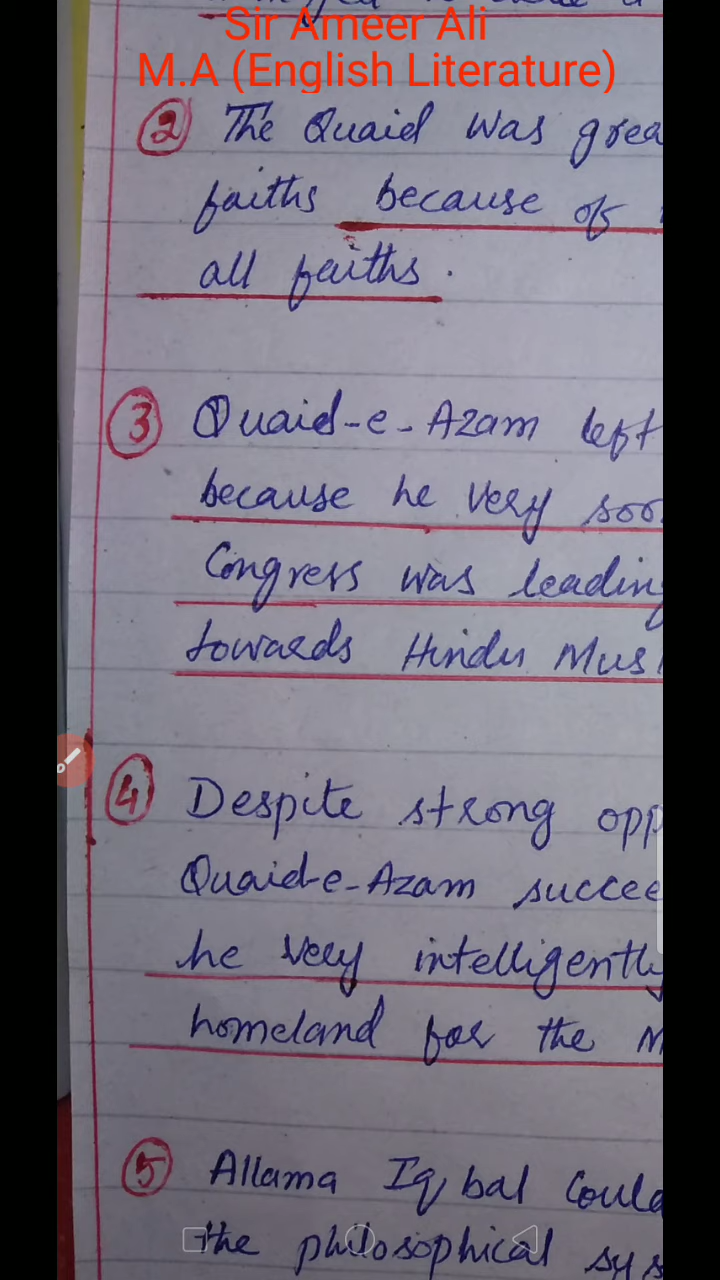 Sir Ameer Ali
M.A (English Literature)
② The Quaid was grea
faiths because of
all faiths.
③ Quaid-e-Azam left
because he very soo
Congress was leading
towards Hindu Mus
④ Despite strong opp
Quaid-e-Azam succee
he very intelligently
homeland for the M
⑤ Allama Iqbal Could
the philosophical sys